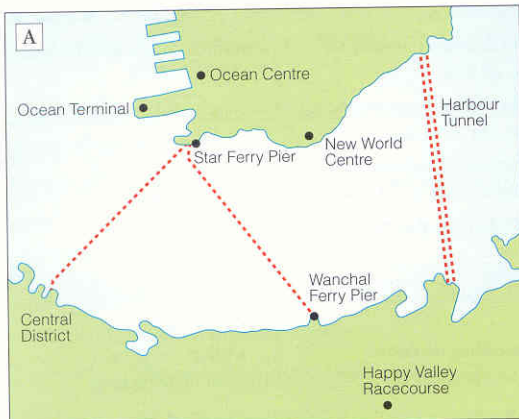 A
Ocean Centre
Ocean Terminal
Harbour
Tunnel
New World
Centre
Star Ferry Pier
Wanchal
Ferry Pier
Central
District
Happy Valley
Racecourse